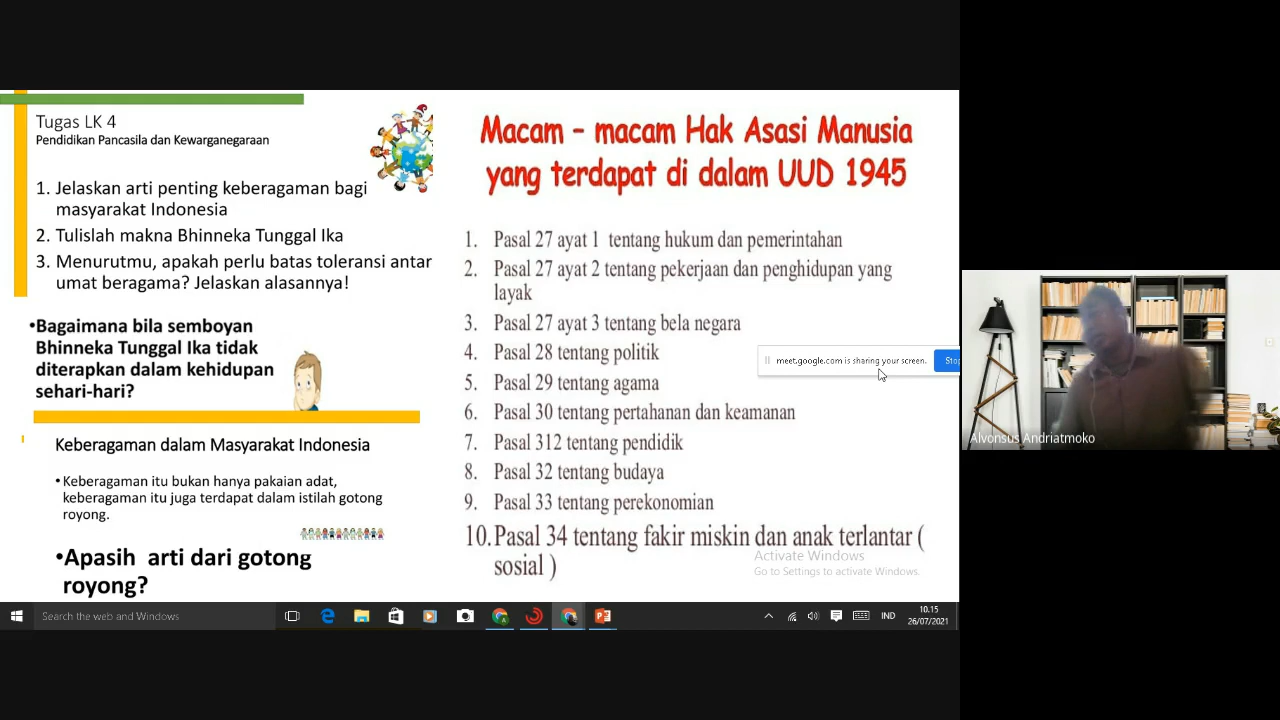 Tugas LK 4
Pendidikan Pancasila dan Kewarganegaraan
1. Jelaskan arti penting keberagaman bagi
masyarakat Indonesia
2. Tulislah makna Bhinneka Tunggal Ika
3. Menurutmu, apakah perlu batas toleransi antar
umat beragama? Jelaskan alasannya!
•Bagaimana bila semboyan
Bhinneka Tunggal Ika tidak
diterapkan dalam kehidupan
sehari-hari?
Keberagaman dalam Masyarakat Indonesia
•Keberagaman itu bukan hanya pakaian adat,
keberagaman itu juga terdapat dalam istilah gotong
royong.
•Apasih arti dari gotong
royong?
Macam - macam Hak Asasi Manusia
yang terdapat di dalam UUD 1945
1. Pasal 27 ayat 1 tentang hukum dan pemerintahan
2. Pasal 27 ayat 2 tentang pekerjaan dan penghidupan yang
layak
3. Pasal 27 ayat 3 tentang bela negara
4. Pasal 28 tentang politik
5. Pasal 29 tentang agama
6. Pasal 30 tentang pertahanan dan keamanan
7. Pasal 312 tentang pendidik
8. Pasal 32 tentang budaya
9. Pasal 33 tentang perekonomian
10. Pasal 34 tentang fakir miskin dan anak terlantar (
sosial )
meet.google.com is sharing your screen.
Stop
Activate Windows
Go to Settings to activate Windows.
Search the web and Windows
IND
10.15
26/07/2021
Alvonsus Andriatmoko